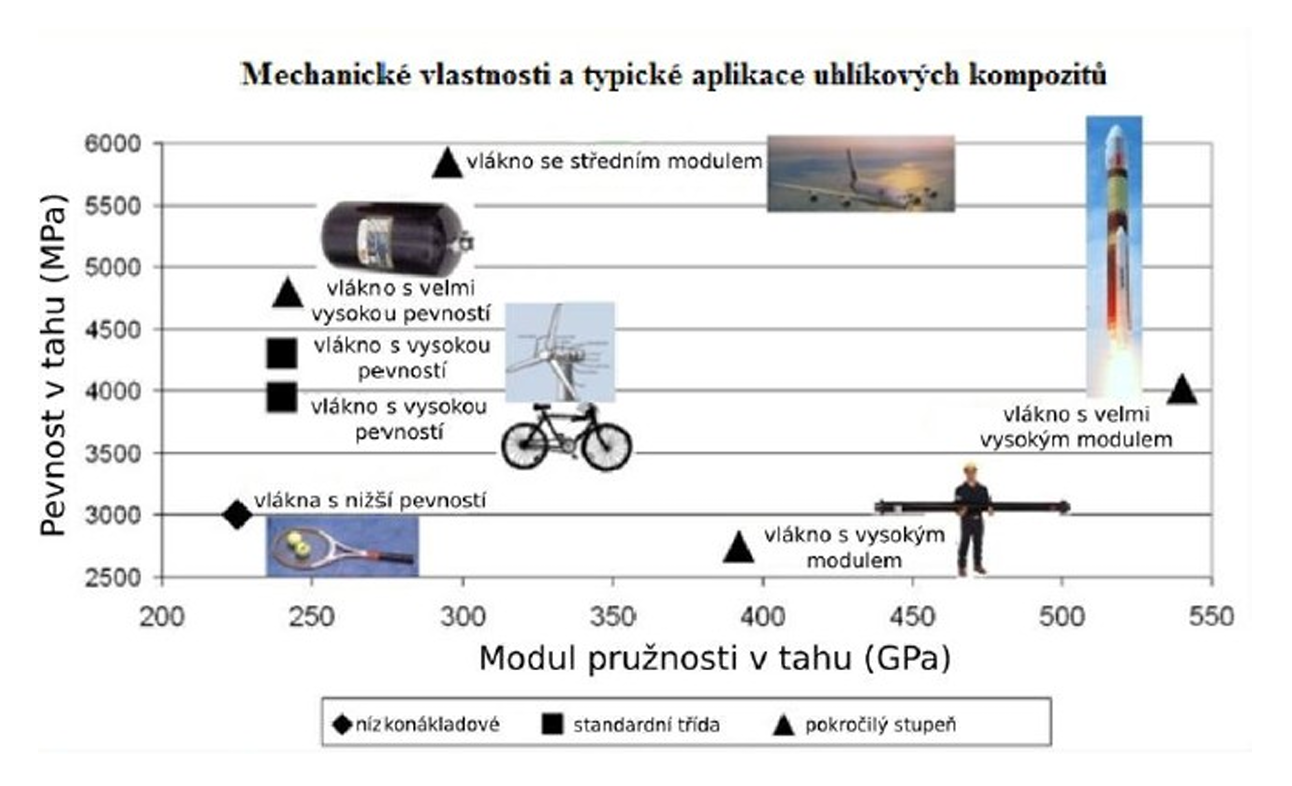 Mechanické vlastnosti a typické aplikace uhlíkových kompozitů
Pevnost v tahu (MPa)
6000
5500
5000
4500
4000
3500
3000
2500
vlákno se středním modulem
vlákno s velmi
vysokou pevností
vlákno s vysokou
pevností
vlákno s vysokou
pevností
vlákno s velmi
vysokým modulem
vlákna s nižší pevností
vlákno s vysokým
modulem
200 250 300 350 400 450 500 550
Modul pružnosti v tahu (GPa)
nízkonákladové standardní třída pokročilý stupeň